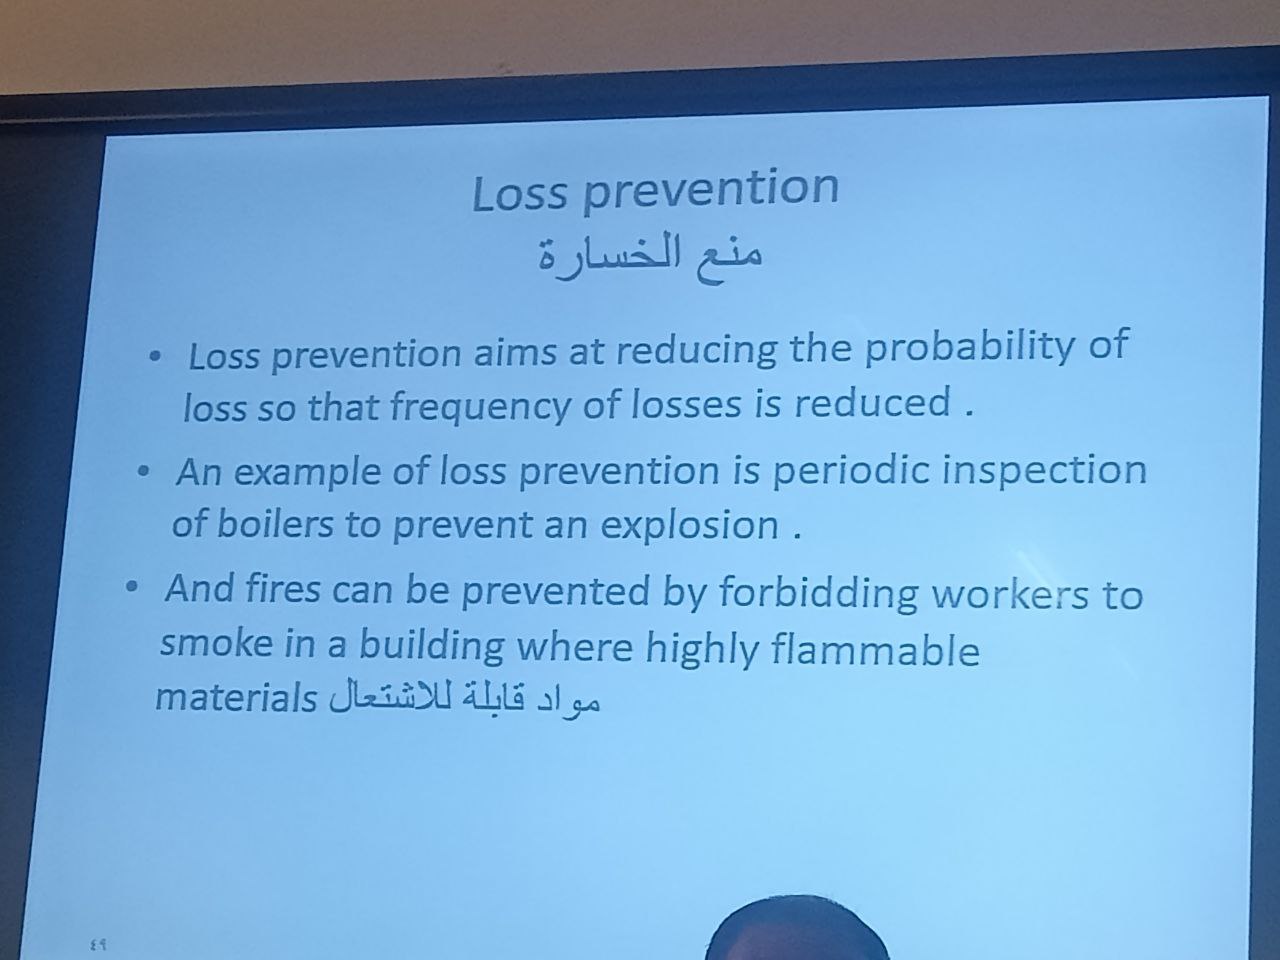 Loss prevention
منع الخسارة
• Loss prevention aims at reducing the probability of
loss so that frequency of losses is reduced .
• An example of loss prevention is periodic inspection
of boilers to prevent an explosion .
• And fires can be prevented by forbidding workers to
smoke in a building where highly flammable
materials مواد قابلة للاشتعال
٤٩